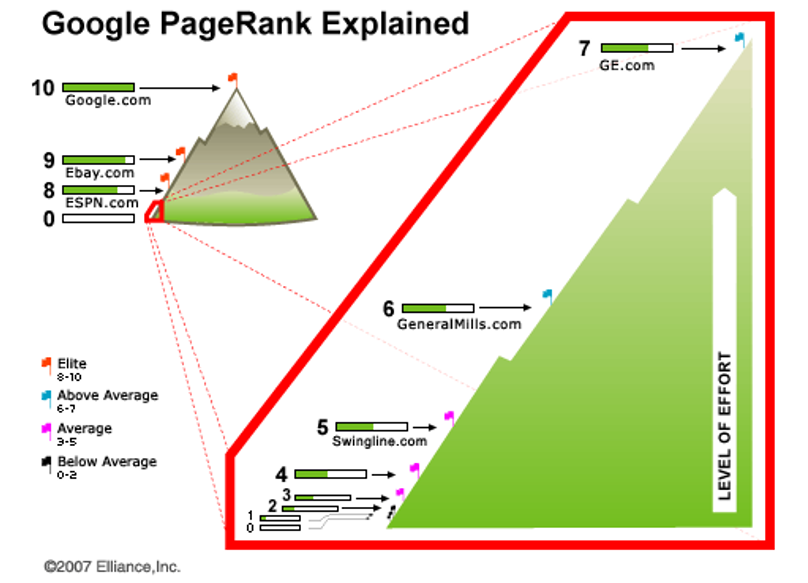 Google PageRank Explained
10
Google.com
9
Ebay.com
8
ESPN.com
0
7
GE.com
6
GeneralMills.com
5
Swingline.com
4
3
2
1
0
LEVEL OF EFFORT
Elite
8-10
Above Average
6-7
Average
3-5
Below Average
0-2
©2007 Elliance,Inc.